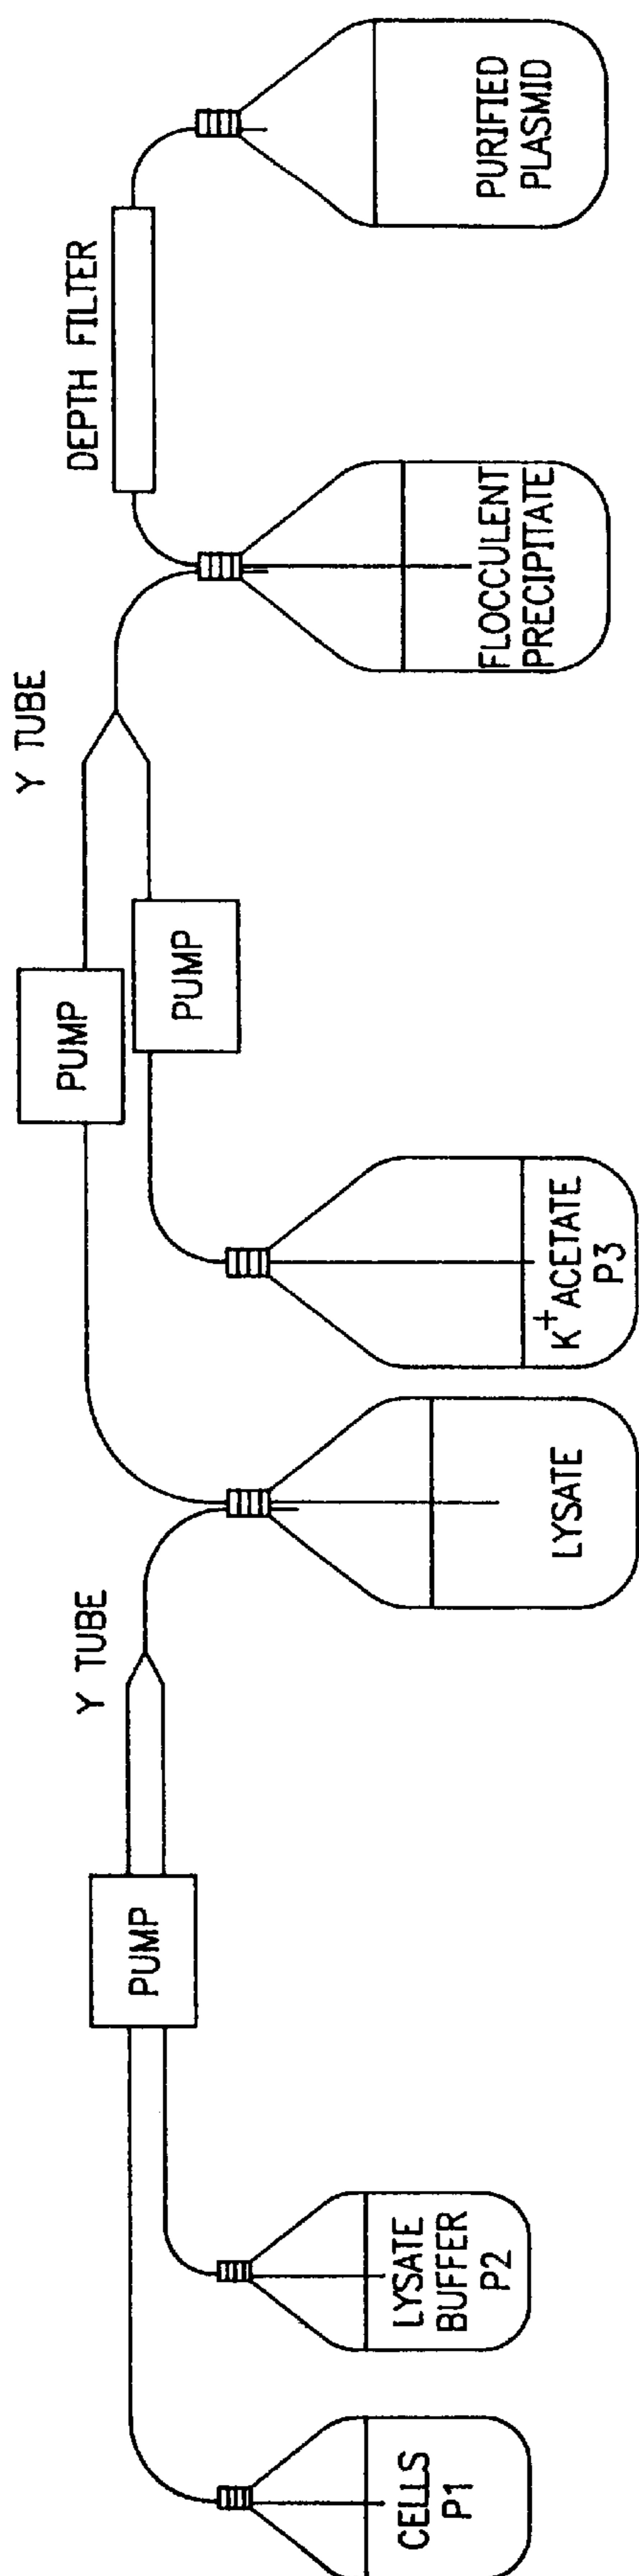 CELLS
P1
LYSATE
BUFFER
P2
PUMP
Y TUBE
LYSATE
K+ ACETATE
P3
PUMP
PUMP
Y TUBE
FLOCCULENT
PRECIPITATE
DEPTH FILTER
PURIFIED
PLASMID